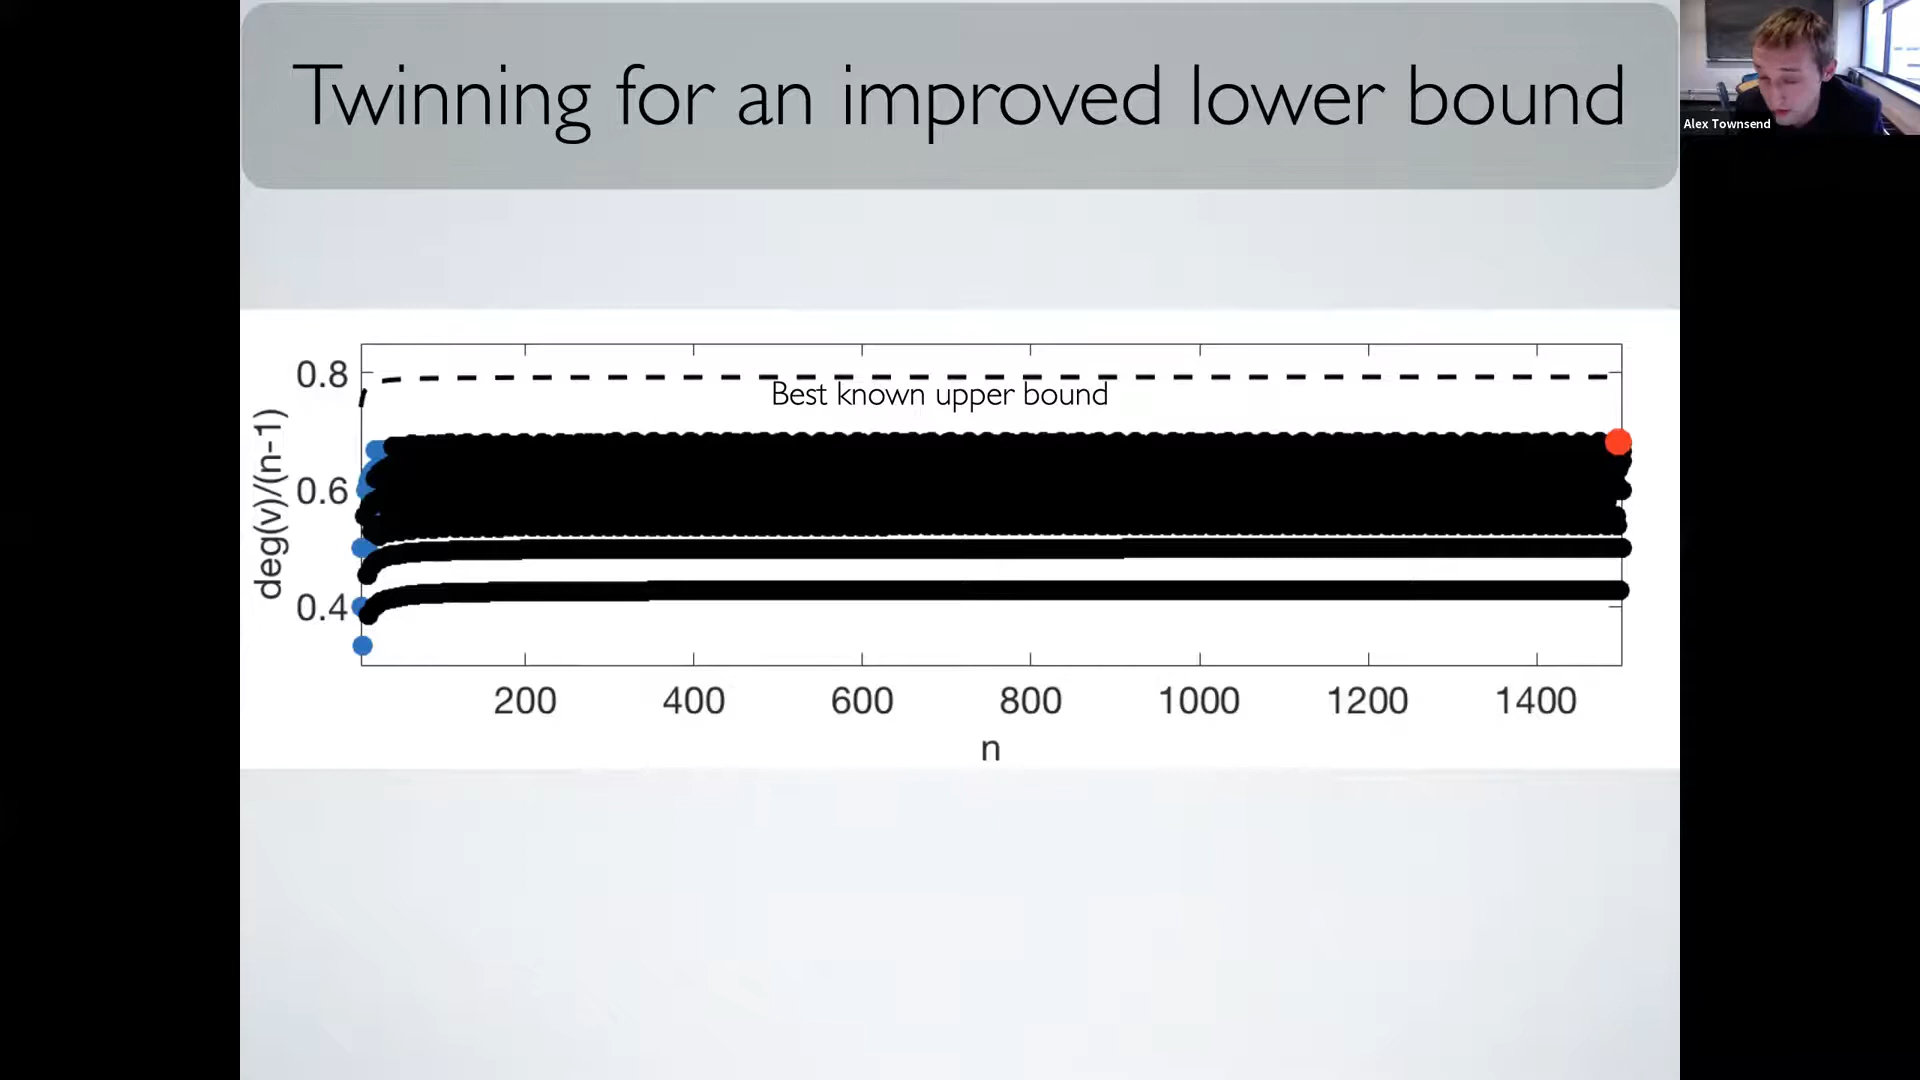 Twinning for an improved lower bound
Alex Townsend
0.8
Best known upper bound
deg(v)/(n-1)
0.6
0.4
200 400 600 800 1000 1200 1400
n